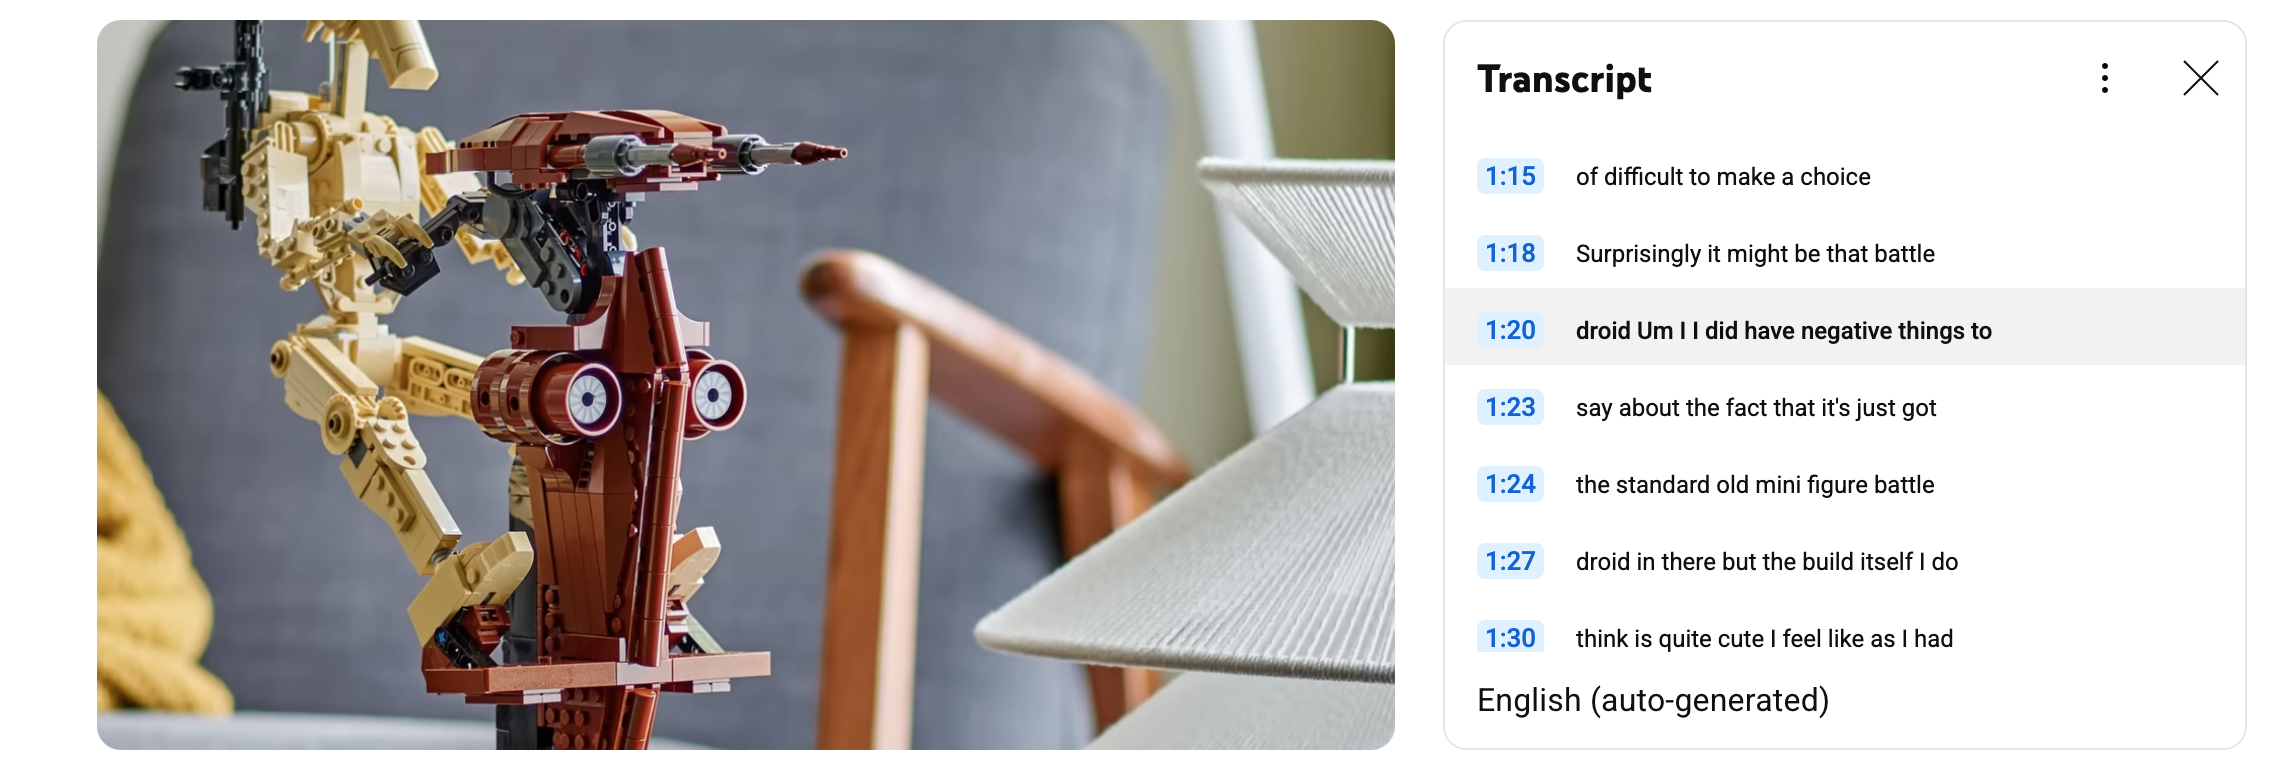 Transcript
1:15 of difficult to make a choice
1:18 Surprisingly it might be that battle
1:20 droid Um I I did have negative things to
1:23 say about the fact that it's just got
1:24 the standard old mini figure battle
1:27 droid in there but the build itself I do
1:30 think is quite cute I feel like as I had
English (auto-generated)